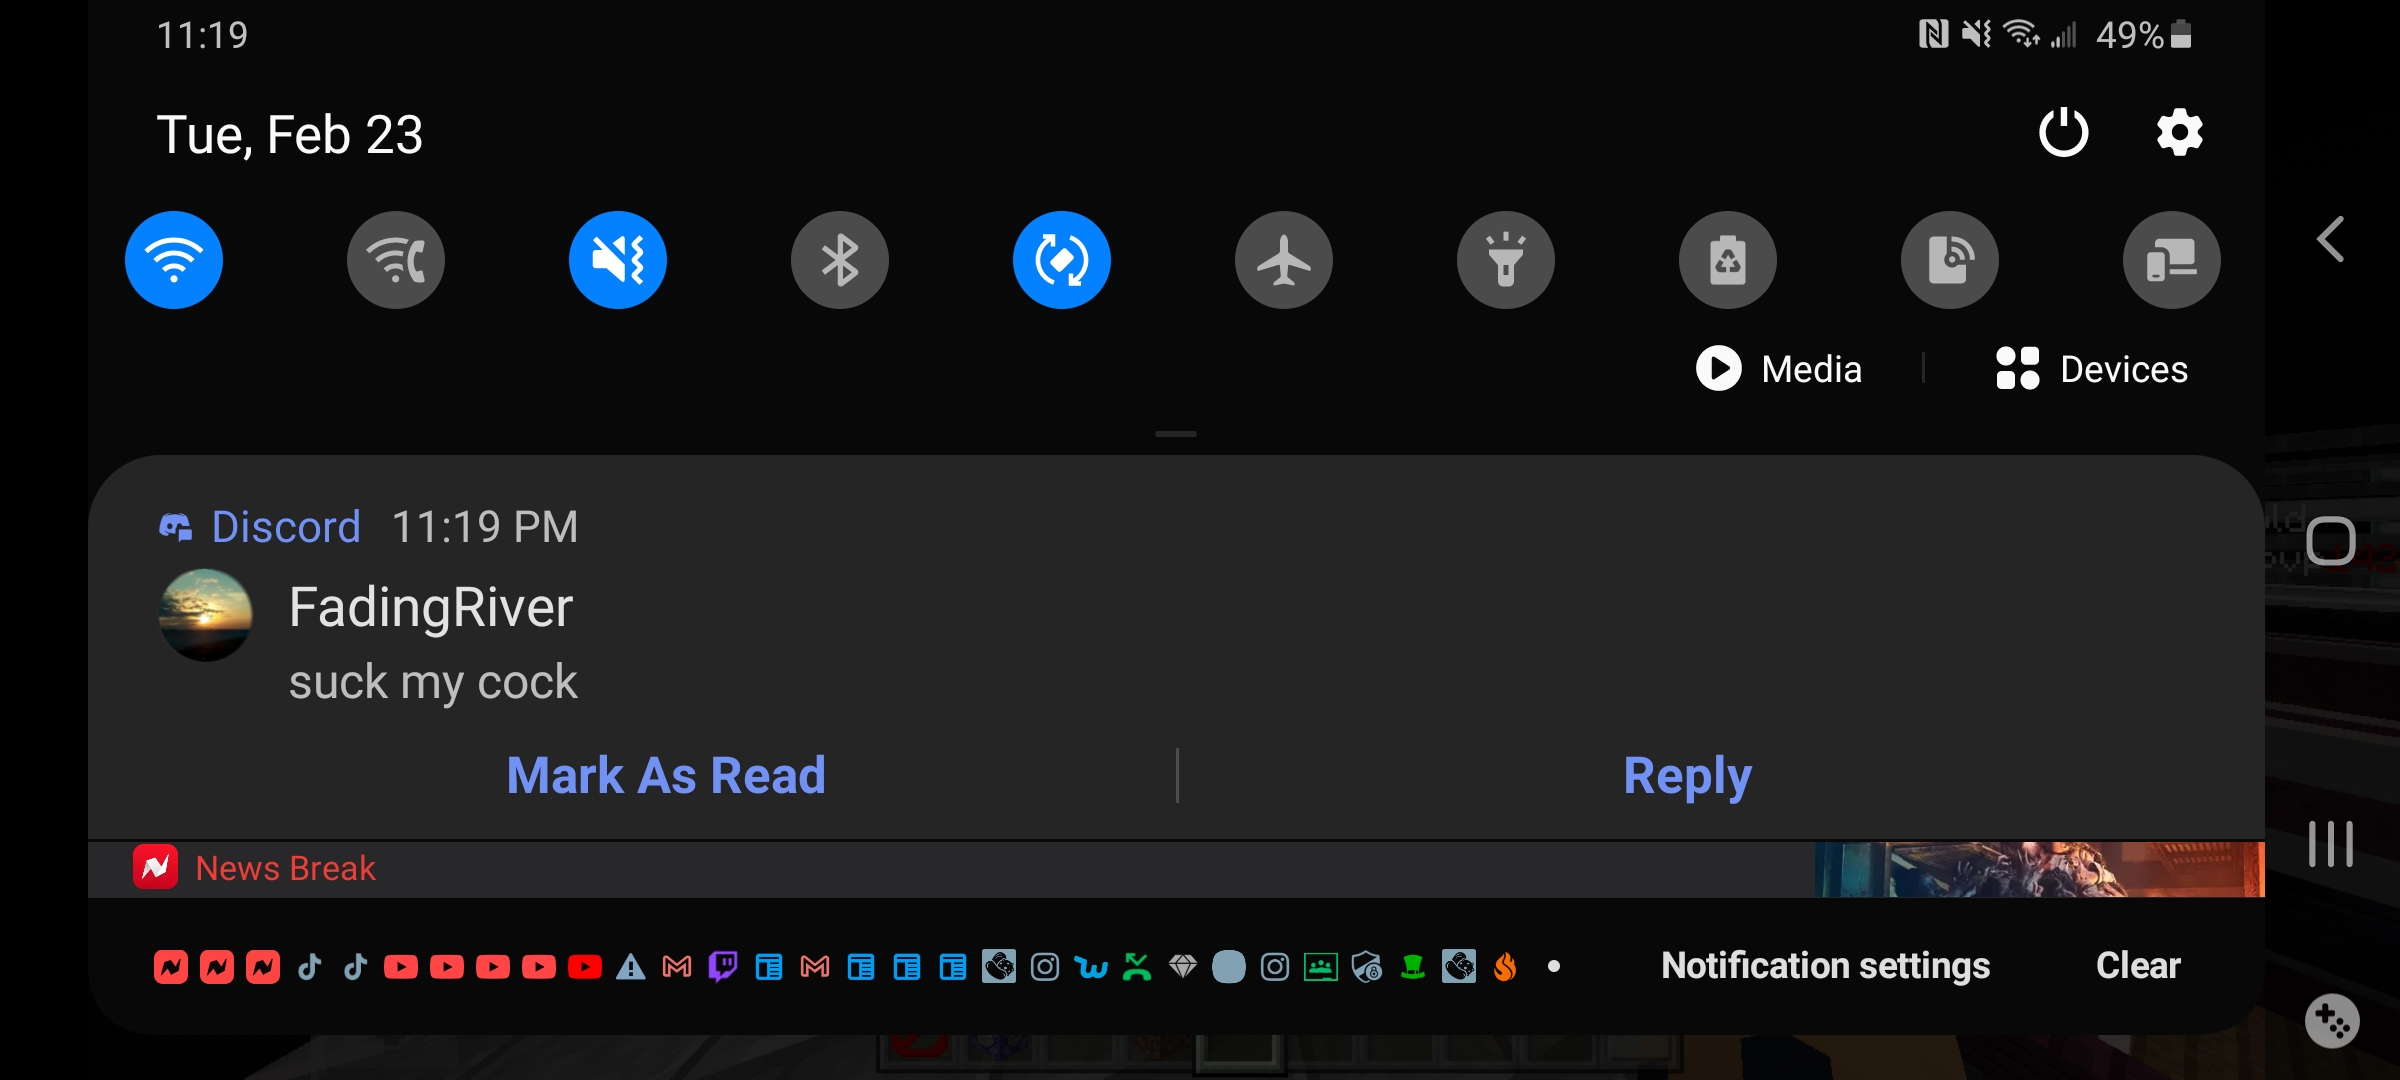 11:19
49%
Tue, Feb 23
Media
Devices
Discord 11:19 PM
FadingRiver
suck my cock
Mark As Read
Reply
News Break
Notification settings
Clear